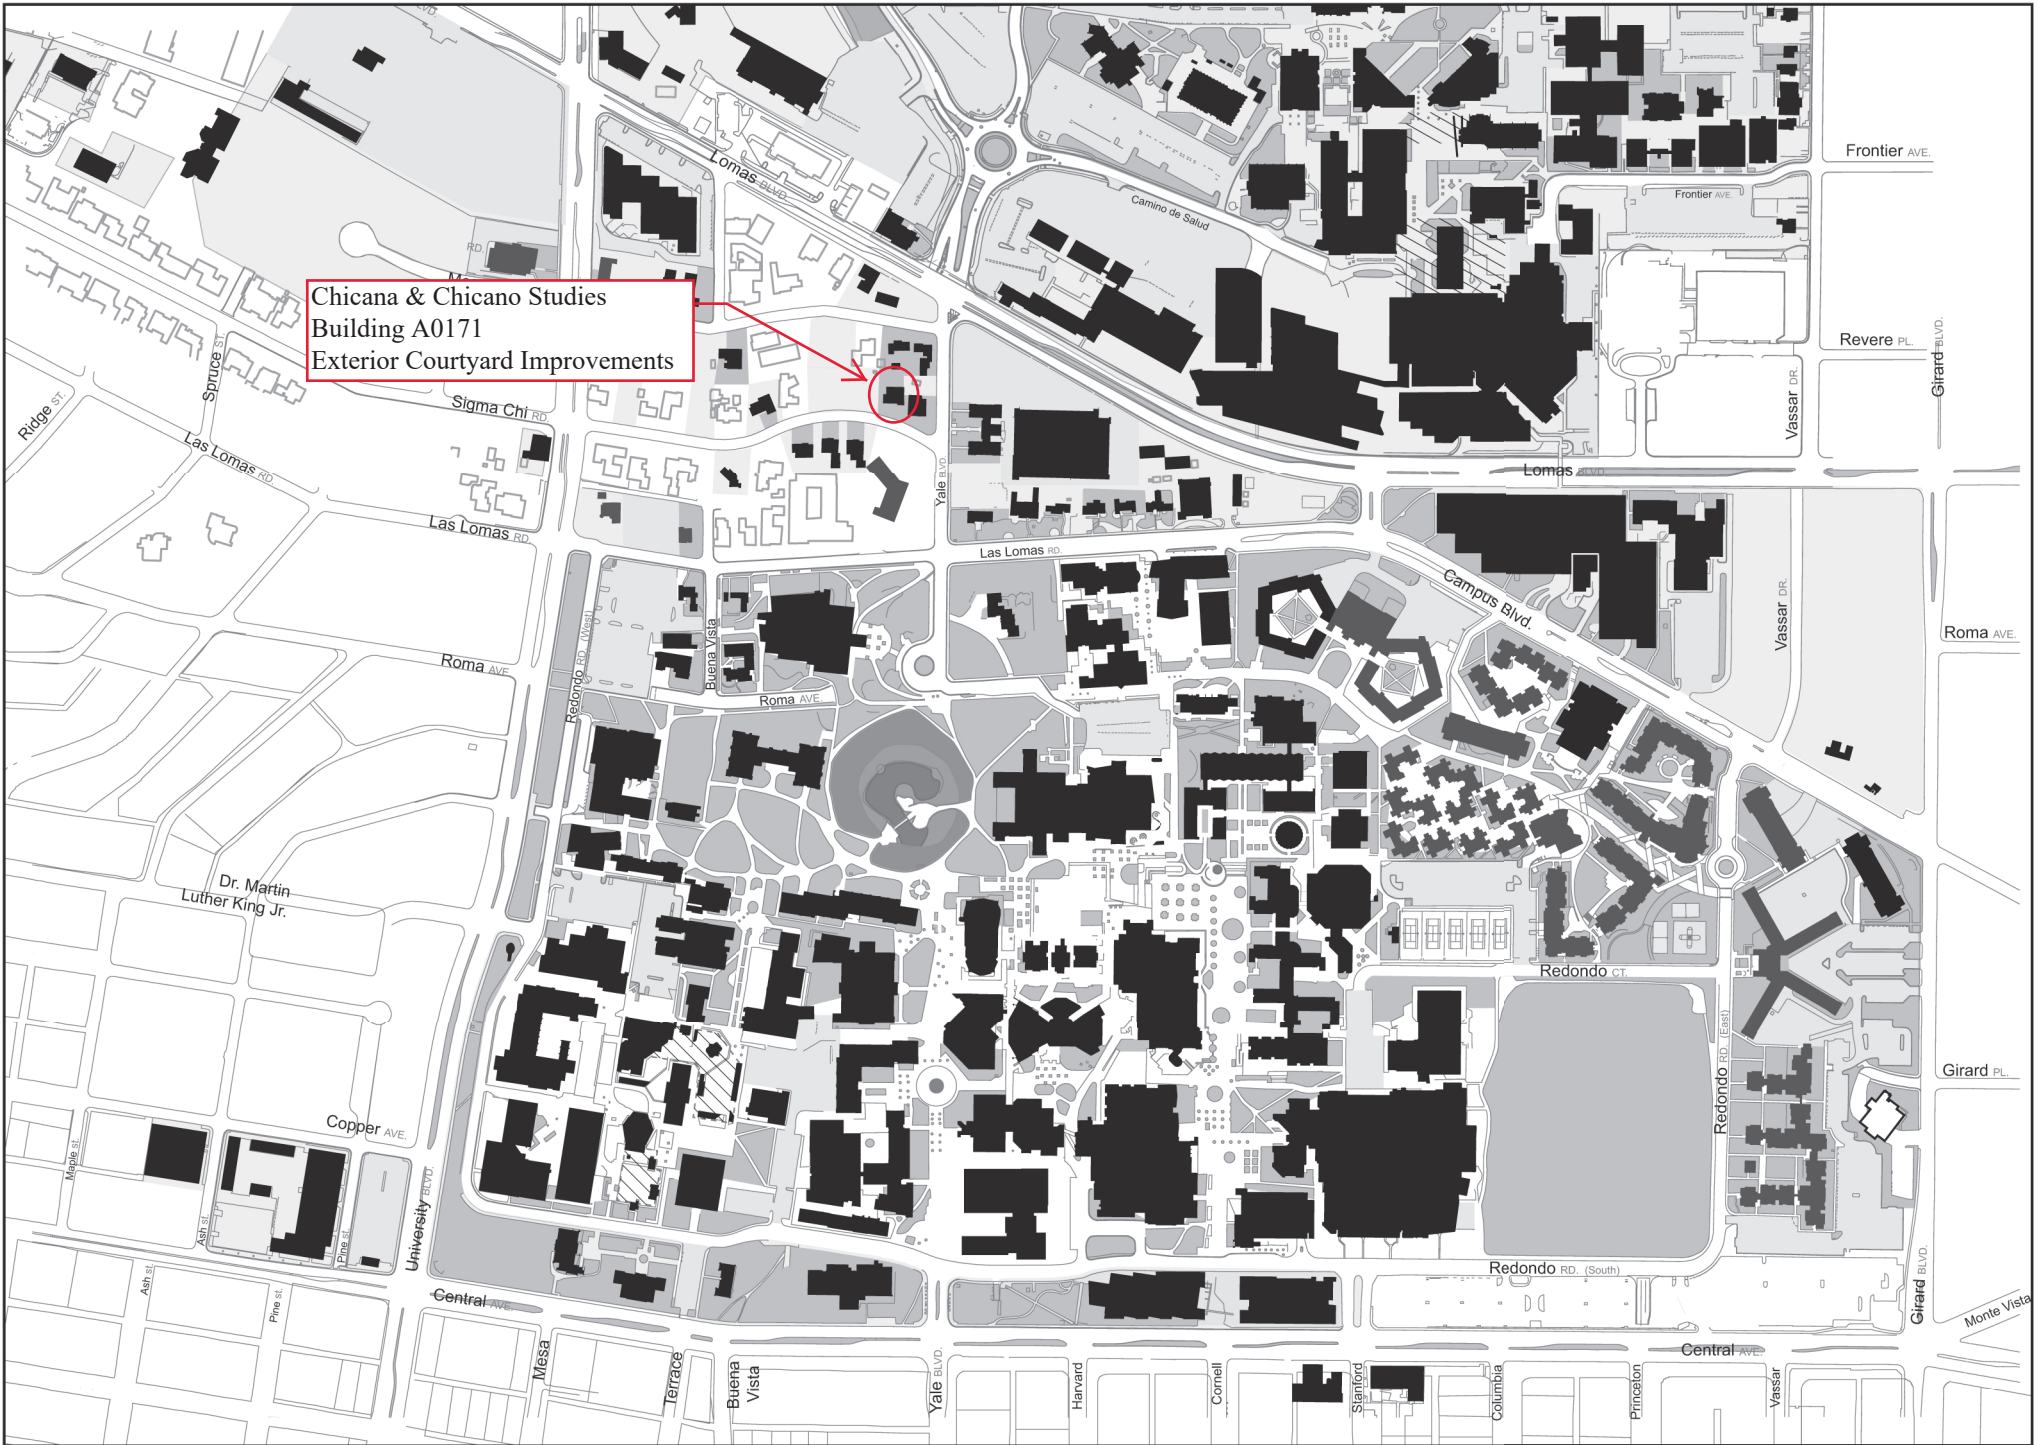 Frontier AVE.
Frontier AVE.
Lomas BLVD.
Camino de Salud
RD.
Chicana & Chicano Studies
Building A0171
Exterior Courtyard Improvements
Revere PL.
Girard BLVD.
Spruce ST.
Vassar DR.
Ridge ST.
Sigma Chi RD.
Las Lomas RD.
Yale BLVD.
Lomas BLVD.
Las Lomas RD.
Las Lomas RD.
Campus Blvd.
Vassar DR.
Roma AVE.
Buena Vista
Redondo RD. (West)
Roma AVE.
Roma AVE.
Dr. Martin
Luther King Jr.
Redondo CT.
Redondo RD. (East)
Girard PL.
Copper AVE.
Maple st.
University BLVD.
Ash st.
Pine st.
Redondo RD. (South)
Girard BLVD.
Ash st.
Pine st.
Central AVE.
Monte Vista
Central AVE.
Mesa
Terrace
Buena
Vista
Yale BLVD.
Harvard
Cornell
Stanford
Columbia
Princeton
Vassar